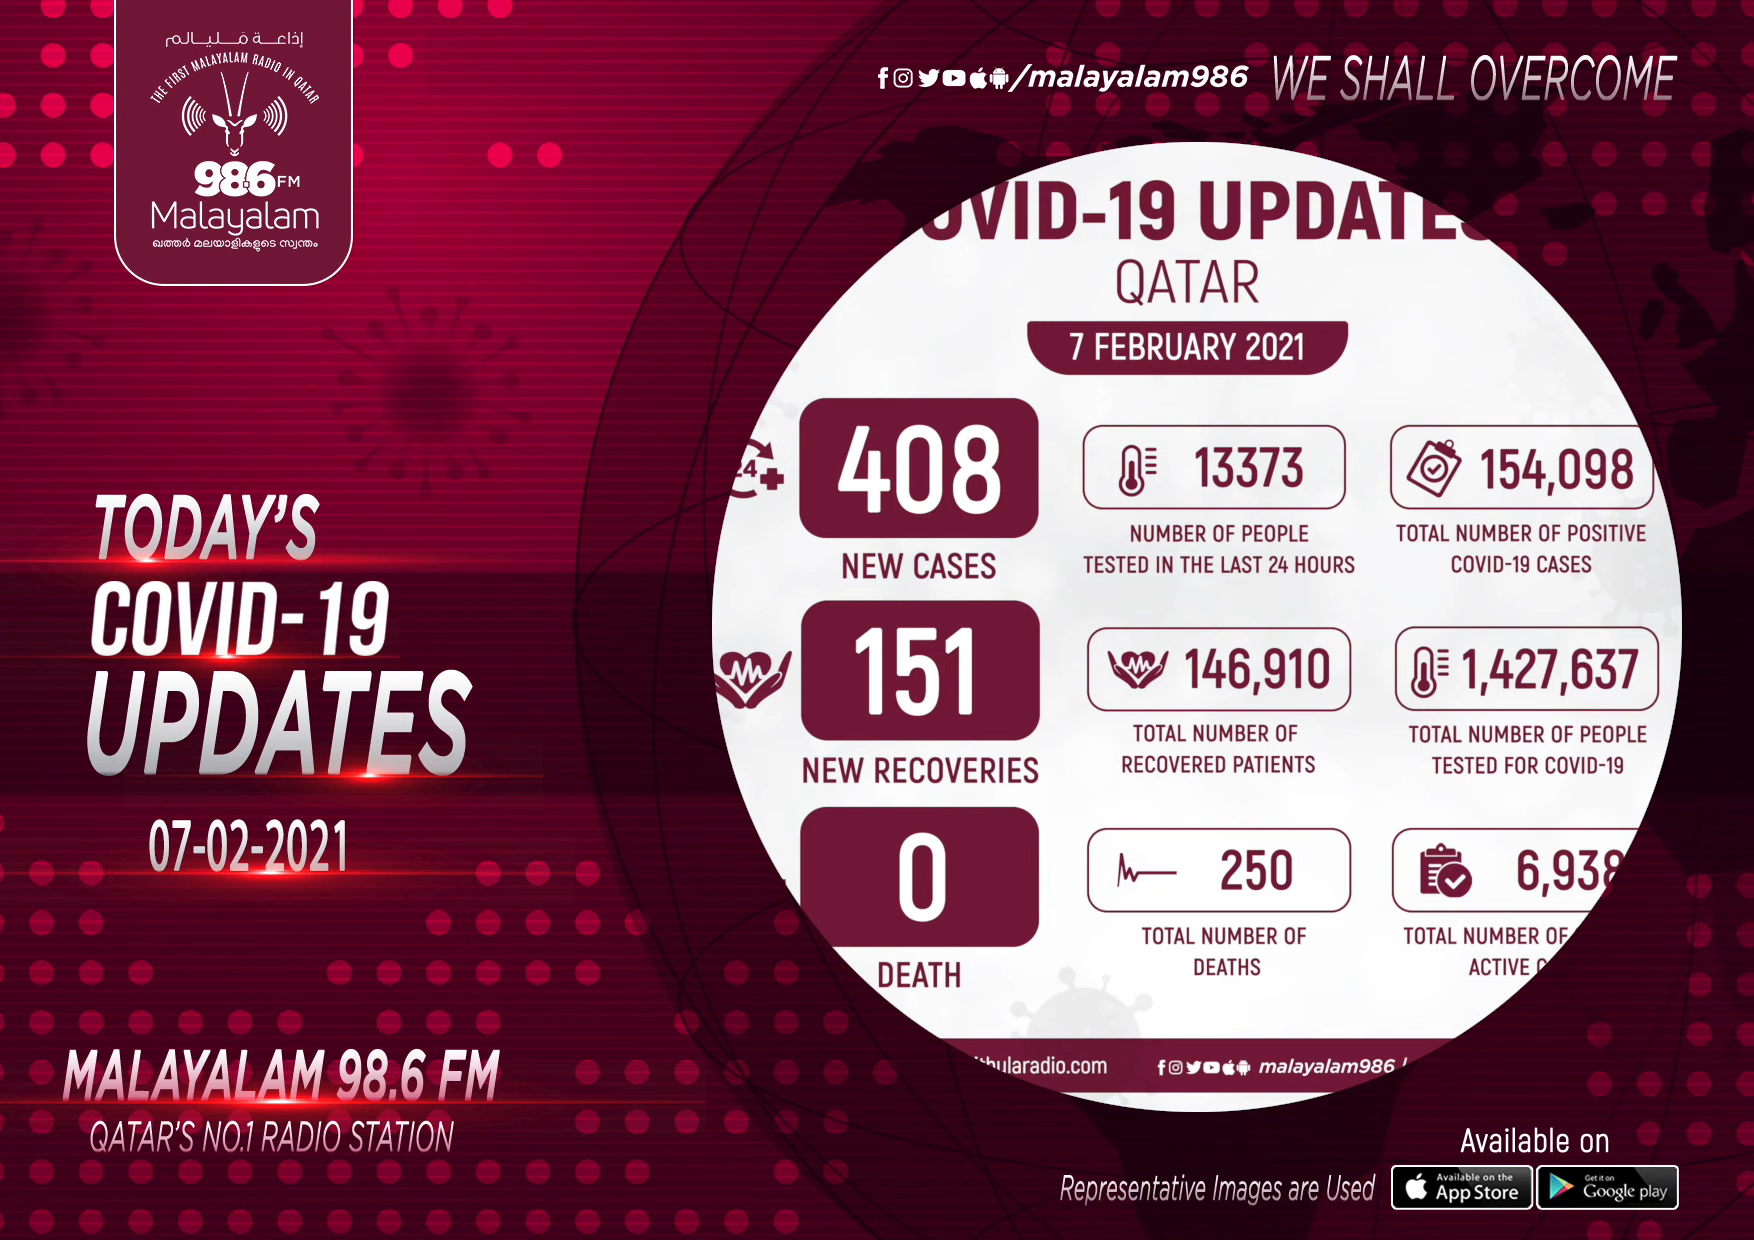 إذاعة مليالم
THE FIRST MALAYALAM RADIO IN QATAR
98.6 FM
Malayalam
ഖത്തർ മലയാളികളുടെ സ്വന്തം
/malayalam986 WE SHALL OVERCOME
TODAY'S
COVID-19
UPDATES
07-02-2021
MALAYALAM 98.6 FM
QATAR'S NO.1 RADIO STATION
OVID-19 UPDATES
QATAR
7 FEBRUARY 2021
24
408
NEW CASES
13373
NUMBER OF PEOPLE
TESTED IN THE LAST 24 HOURS
154,098
TOTAL NUMBER OF POSITIVE
COVID-19 CASES
151
NEW RECOVERIES
146,910
TOTAL NUMBER OF
RECOVERED PATIENTS
1,427,637
TOTAL NUMBER OF PEOPLE
TESTED FOR COVID-19
0
DEATH
250
TOTAL NUMBER OF
DEATHS
6,938
TOTAL NUMBER OF
ACTIVE C
thularadio.com
malayalam986 /
Available on
Representative Images are Used
Available on the
App Store
Get it on
Google play